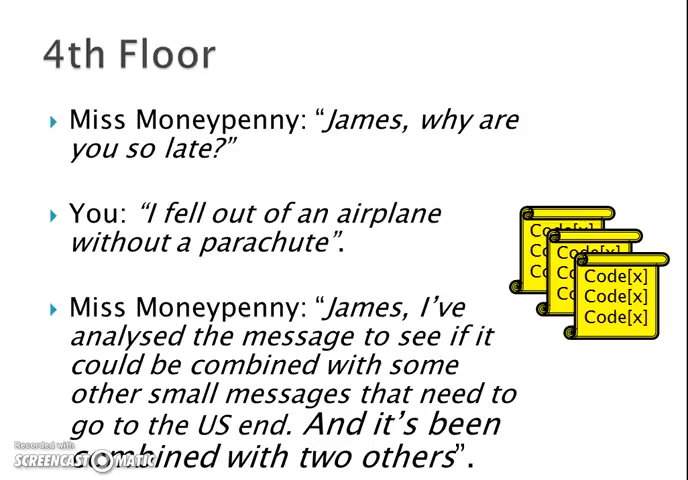 4th Floor
Miss Moneypenny: “James, why are
you so late?”
You: “I fell out of an airplane
without a parachute”.
Miss Moneypenny: “James, I’ve
analysed the message to see if it
could be combined with some
other small messages that need to
go to the US end. And it’s been
combined with two others”.
Code[x]
Code[x]
Code[x]
Code[x]
Recorded with
SCREENCAST-O-MATIC